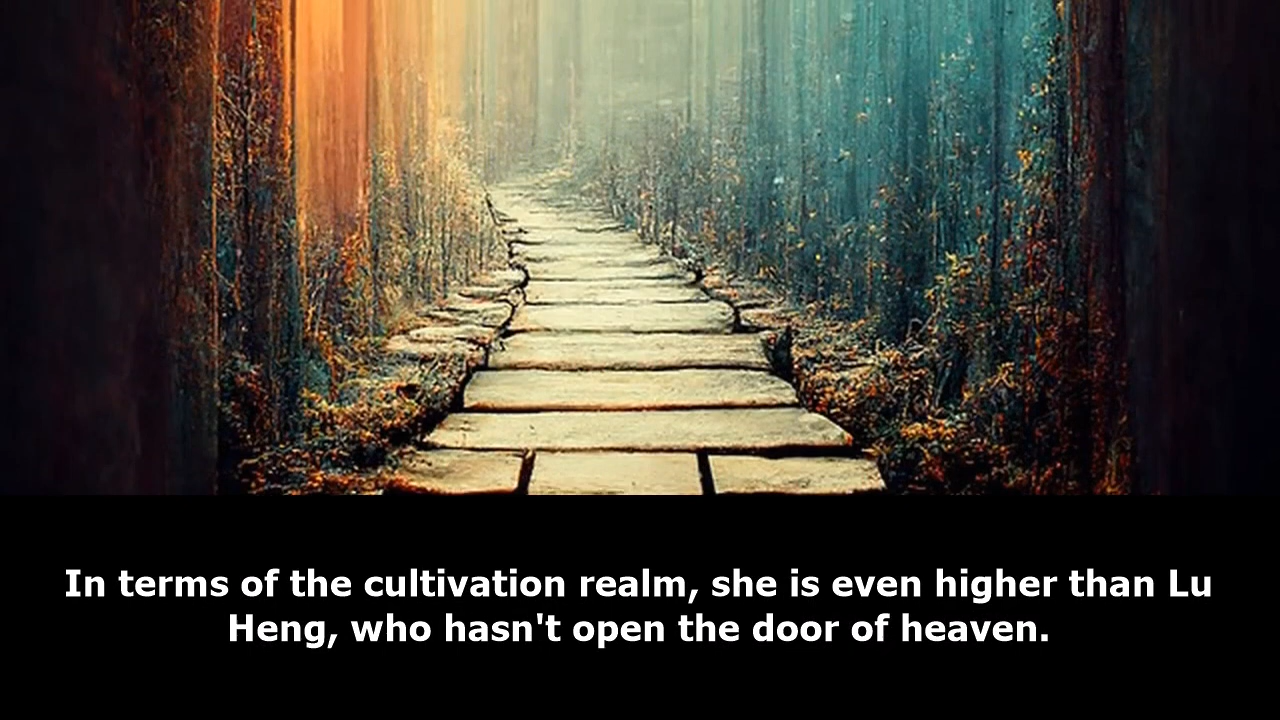 In terms of the cultivation realm, she is even higher than Lu
Heng, who hasn't open the door of heaven.